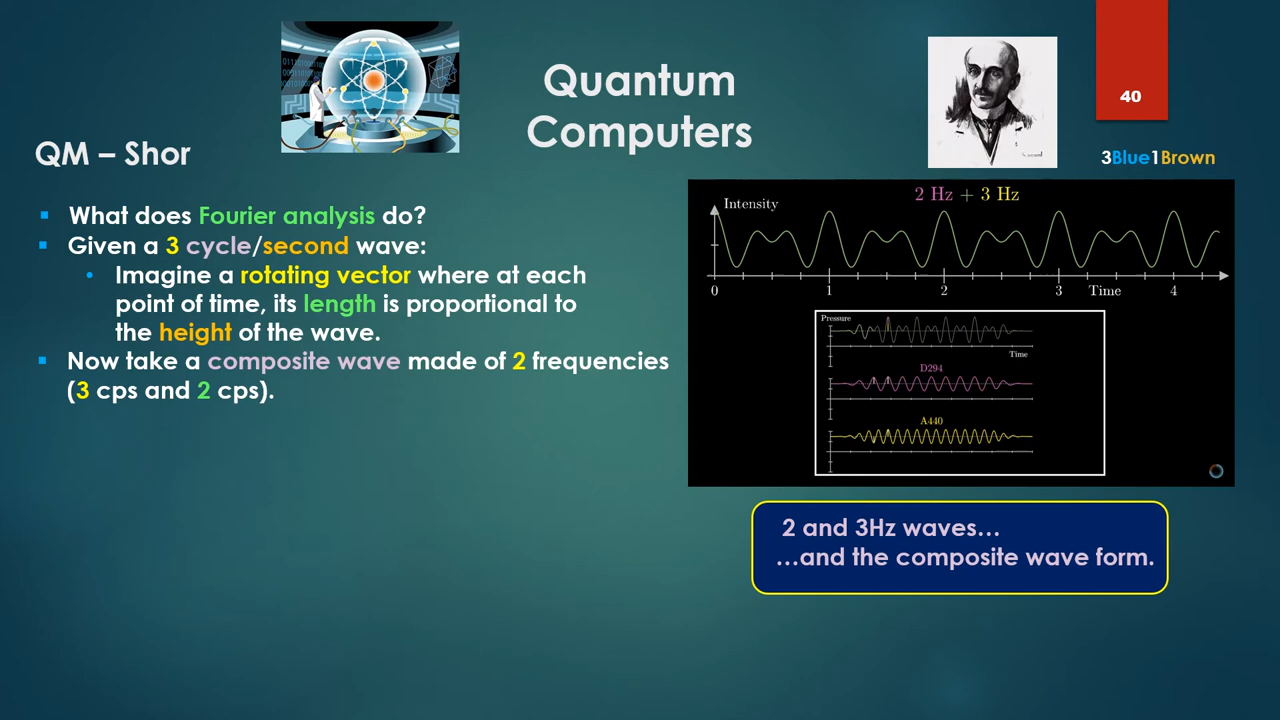 Quantum
Computers
40
QM – Shor
3Blue1Brown
▪ What does Fourier analysis do?
▪ Given a 3 cycle/second wave:
• Imagine a rotating vector where at each
point of time, its length is proportional to
the height of the wave.
▪ Now take a composite wave made of 2 frequencies
(3 cps and 2 cps).
2 Hz + 3 Hz
Intensity
0 1 2 3 Time 4
Pressure
Time
D294
A440
2 and 3Hz waves…
…and the composite wave form.